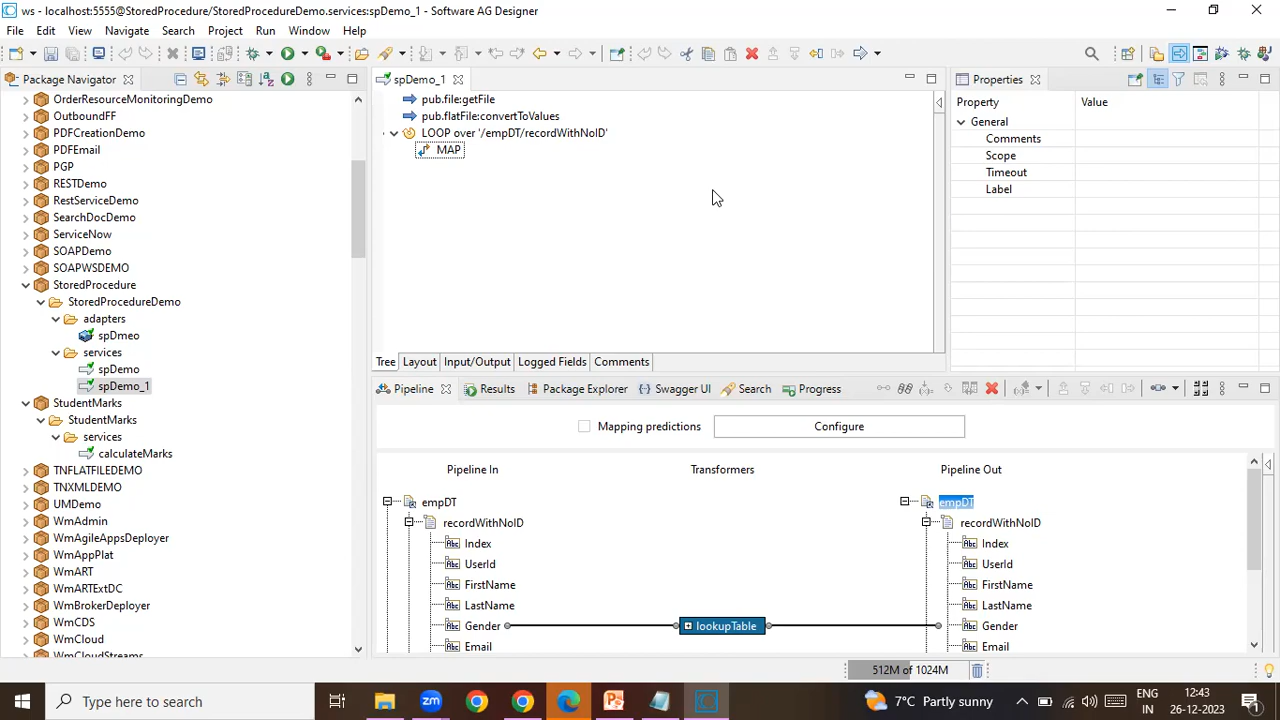 ws - localhost:5555@StoredProcedure/StoredProcedureDemo.services:spDemo_1 - Software AG Designer
File Edit View Navigate Search Project Run Window Help
Package Navigator
OrderResourceMonitoringDemo
OutboundFF
PDFCreationDemo
PDFEmail
PGP
RESTDemo
RestServiceDemo
SearchDocDemo
ServiceNow
SOAPDemo
SOAPWSDEMO
StoredProcedure
StoredProcedureDemo
adapters
spDmeo
services
spDemo
spDemo_1
StudentMarks
StudentMarks
services
calculateMarks
TNFLATFILEDEMO
TNXMLDEMO
UMDemo
WmAdmin
WmAgileAppsDeployer
WmAppPlat
WmART
WmARTExtDC
WmBrokerDeployer
WmCDS
WmCloud
WmCloudStreams
spDemo_1
pub.file:getFile
pub.flatFile:convertToValues
LOOP over '/empDT/recordWithNoID'
MAP
Tree Layout Input/Output Logged Fields Comments
Properties
Property Value
General
Comments
Scope
Timeout
Label
Pipeline Results Package Explorer Swagger UI Search Progress
Mapping predictions Configure
Pipeline In Transformers Pipeline Out
empDT empDT
recordWithNoID recordWithNoID
Index Index
UserId UserId
FirstName FirstName
LastName LastName
Gender lookupTable Gender
Email Email
512M of 1024M
Type here to search
7°C Partly sunny
ENG
IN
12:43
26-12-2023
1